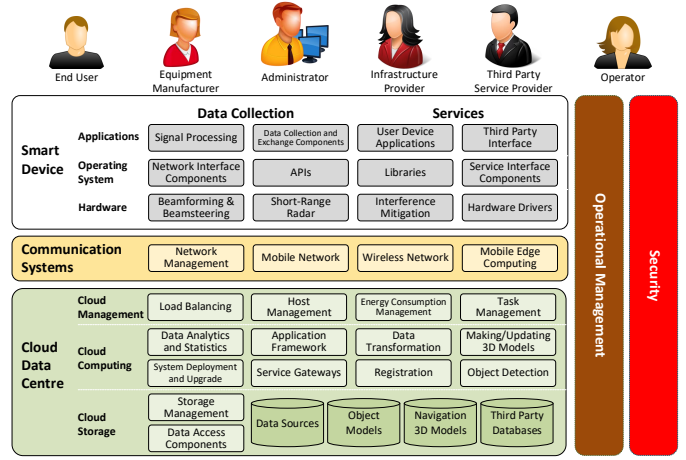 End User
Equipment
Manufacturer
Administrator
Infrastructure
Provider
Third Party
Service Provider
Operator
Data Collection
Services
Smart
Device
Applications
Signal Processing
Data Collection and
Exchange Components
User Device
Applications
Third Party
Interface
Operating
System
Network Interface
Components
APIs
Libraries
Service Interface
Components
Hardware
Beamforming &
Beamsteering
Short-Range
Radar
Interference
Mitigation
Hardware Drivers
Communication
Systems
Network
Management
Mobile Network
Wireless Network
Mobile Edge
Computing
Cloud
Data
Centre
Cloud
Management
Load Balancing
Host
Management
Energy Consumption
Management
Task
Management
Cloud
Computing
Data Analytics
and Statistics
Application
Framework
Data
Transformation
Making/Updating
3D Models
System Deployment
and Upgrade
Service Gateways
Registration
Object Detection
Cloud
Storage
Storage
Management
Data Access
Components
Data Sources
Object
Models
Navigation
3D Models
Third Party
Databases
Operational Management
Security